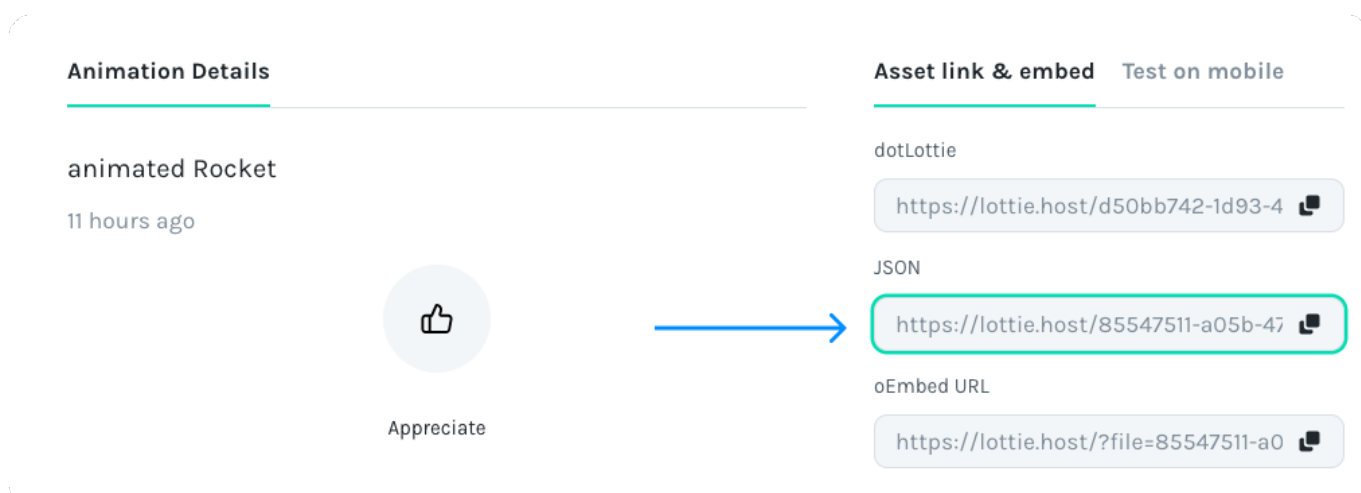 Animation Details
animated Rocket
11 hours ago
Appreciate
Asset link & embed
Test on mobile
dotLottie
https://lottie.host/d50bb742-1d93-4
JSON
https://lottie.host/85547511-a05b-47
oEmbed URL
https://lottie.host/?file=85547511-a0